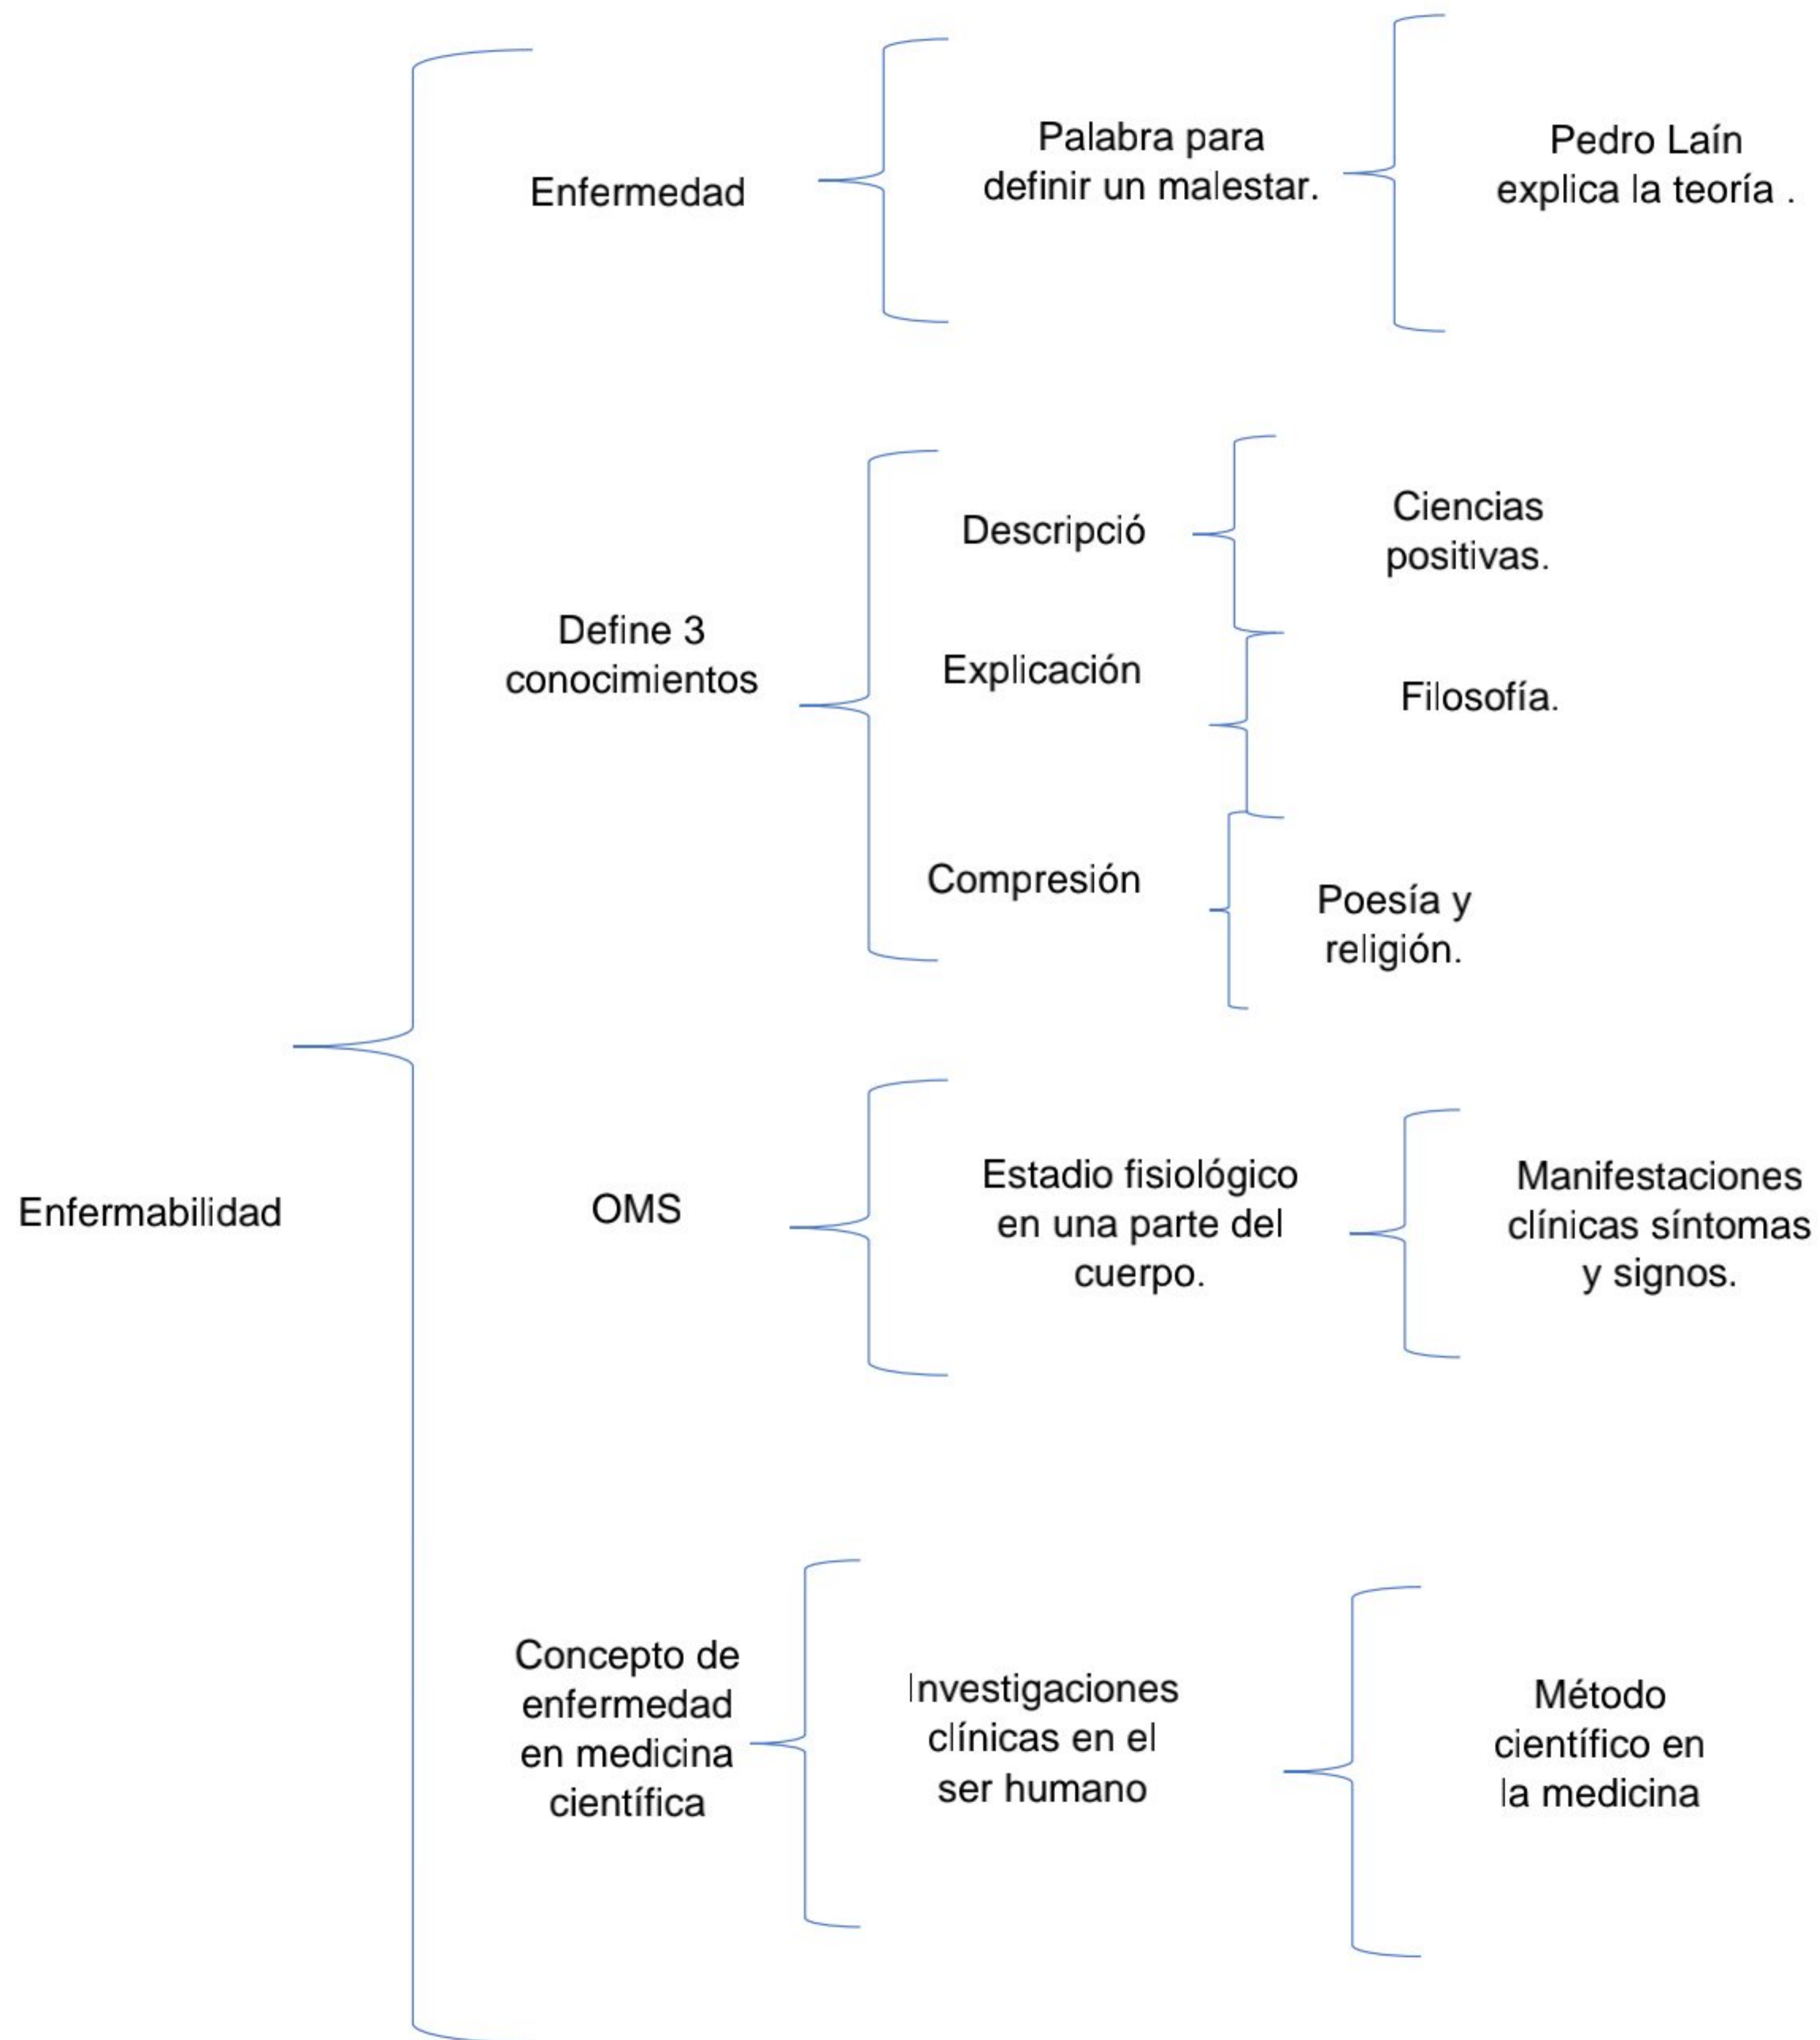 Enfermabilidad
Enfermedad
Palabra para
definir un malestar.
Pedro Laín
explica la teoría .
Define 3
conocimientos
Descripció
Ciencias
positivas.
Explicación
Filosofía.
Compresión
Poesía y
religión.
OMS
Estadio fisiológico
en una parte del
cuerpo.
Manifestaciones
clínicas síntomas
y signos.
Concepto de
enfermedad
en medicina
científica
Investigaciones
clínicas en el
ser humano
Método
científico en
la medicina